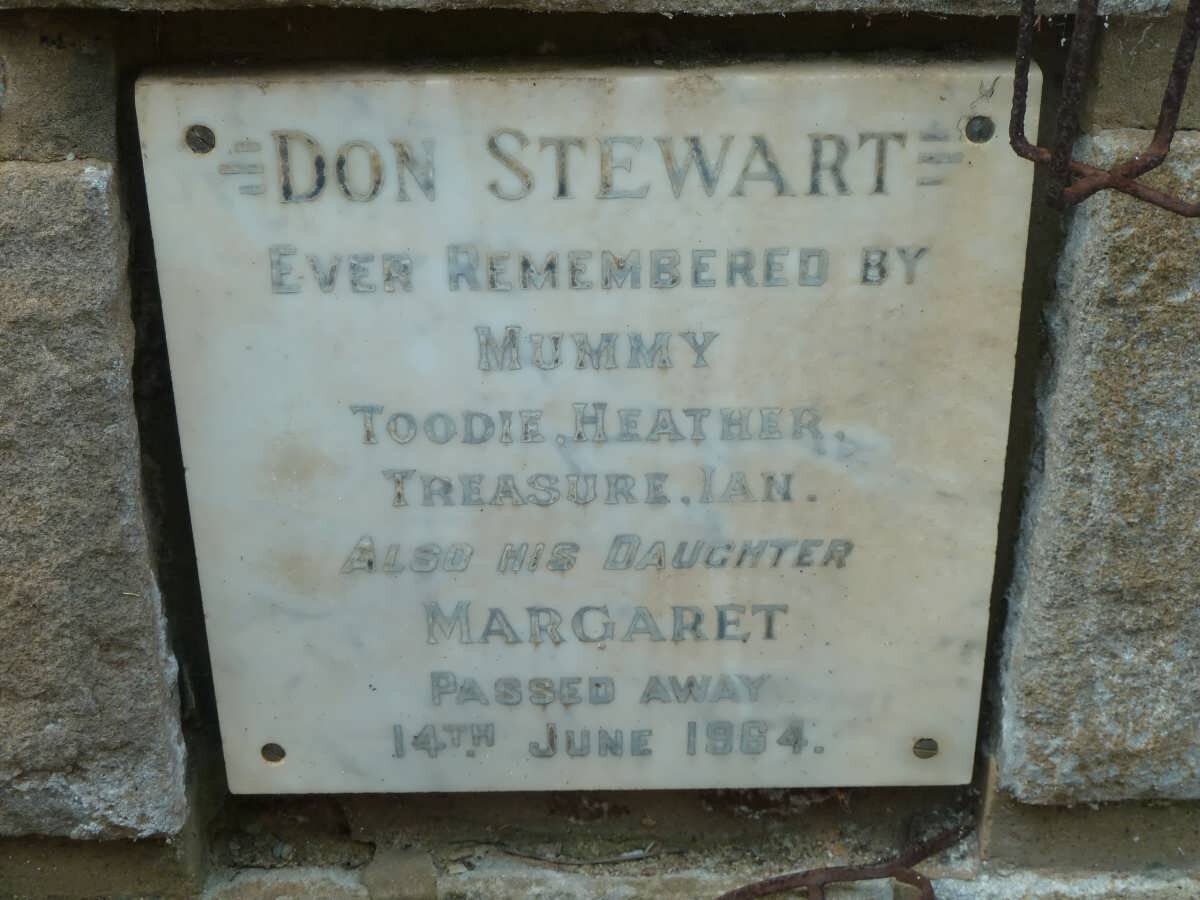 DON STEWART
EVER REMEMBERED BY
MUMMY
TOODIE, HEATHER,
TREASURE, IAN.
ALSO HIS DAUGHTER
MARGARET
PASSED AWAY
14TH JUNE 1964.